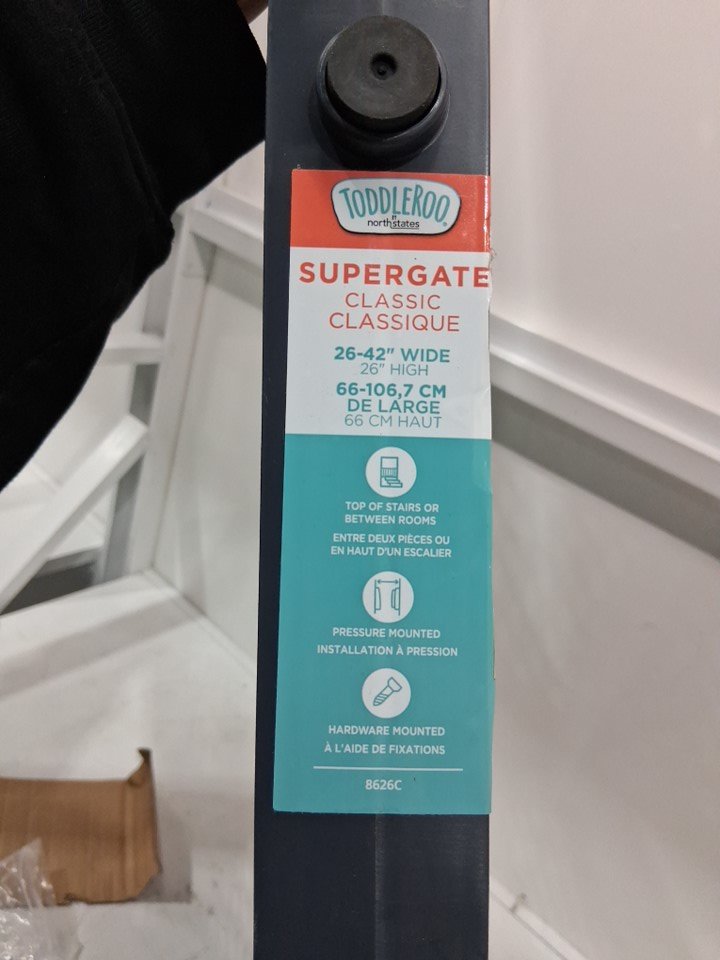 TODDLEROO
by
northstates
SUPERGATE
CLASSIC
CLASSIQUE
26-42" WIDE
26" HIGH
66-106,7 CM
DE LARGE
66 CM HAUT
TOP OF STAIRS OR
BETWEEN ROOMS
ENTRE DEUX PIÈCES OU
EN HAUT D'UN ESCALIER
PRESSURE MOUNTED
INSTALLATION À PRESSION
HARDWARE MOUNTED
À L'AIDE DE FIXATIONS
8626C